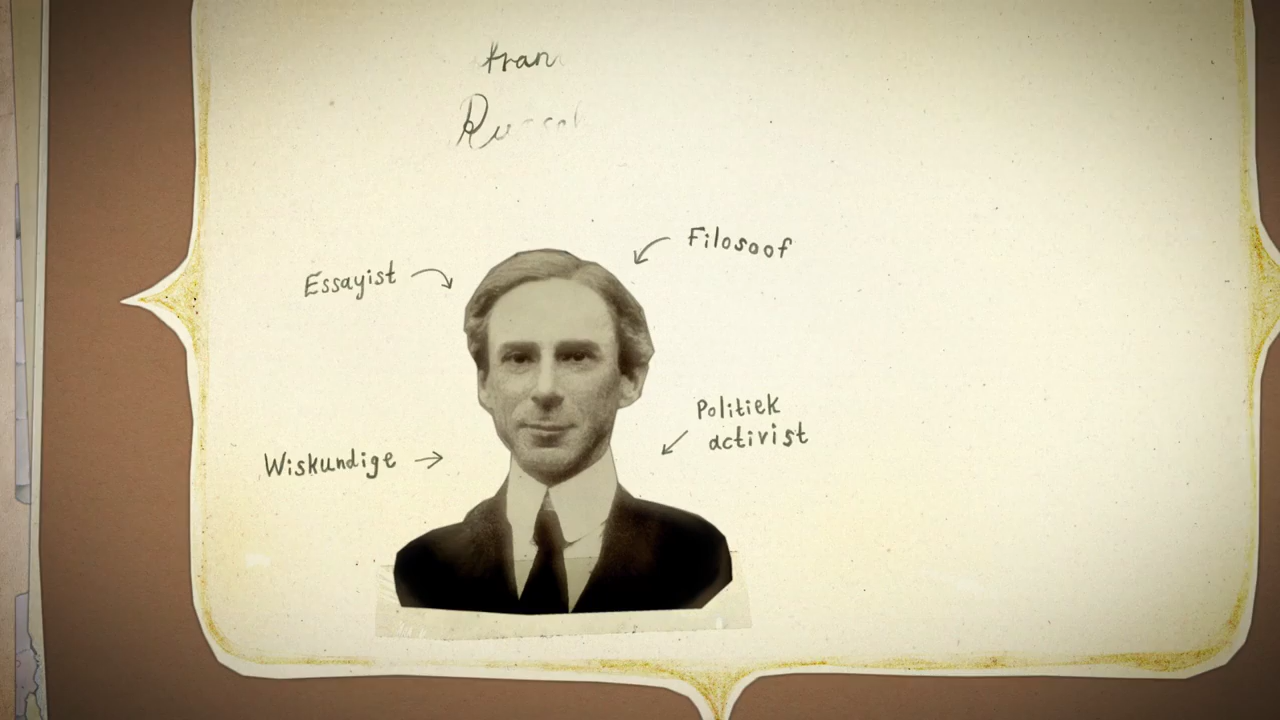 Essayist
Filosoof
Politiek
activist
Wiskundige